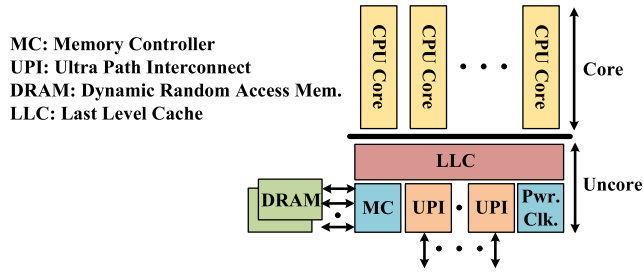 MC: Memory Controller
UPI: Ultra Path Interconnect
DRAM: Dynamic Random Access Mem.
LLC: Last Level Cache
CPU Core
CPU Core
CPU Core
Core
LLC
Uncore
DRAM
MC
UPI
UPI
Pwr.
Clk.